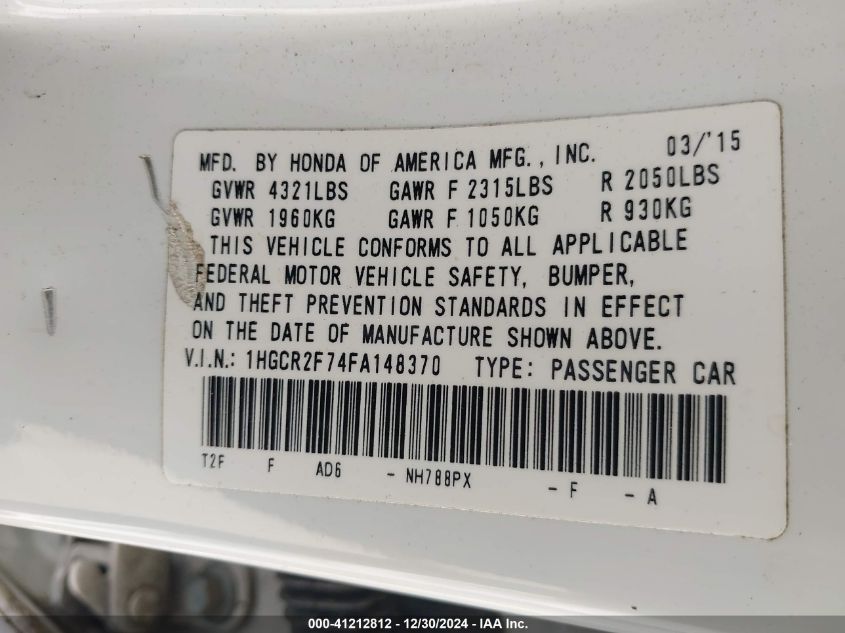 MFD. BY HONDA OF AMERICA MFG., INC. 03/'15
GVWR 4321LBS GAWR F 2315LBS R 2050LBS
GVWR 1960KG GAWR F 1050KG R 930KG
THIS VEHICLE CONFORMS TO ALL APPLICABLE
FEDERAL MOTOR VEHICLE SAFETY, BUMPER,
AND THEFT PREVENTION STANDARDS IN EFFECT
ON THE DATE OF MANUFACTURE SHOWN ABOVE.
V.I.N.: 1HGCR2F74FA148370 TYPE: PASSENGER CAR
T2F F AD6 - NH788PX - F - A
000-41212812 - 12/30/2024 - IAA Inc.